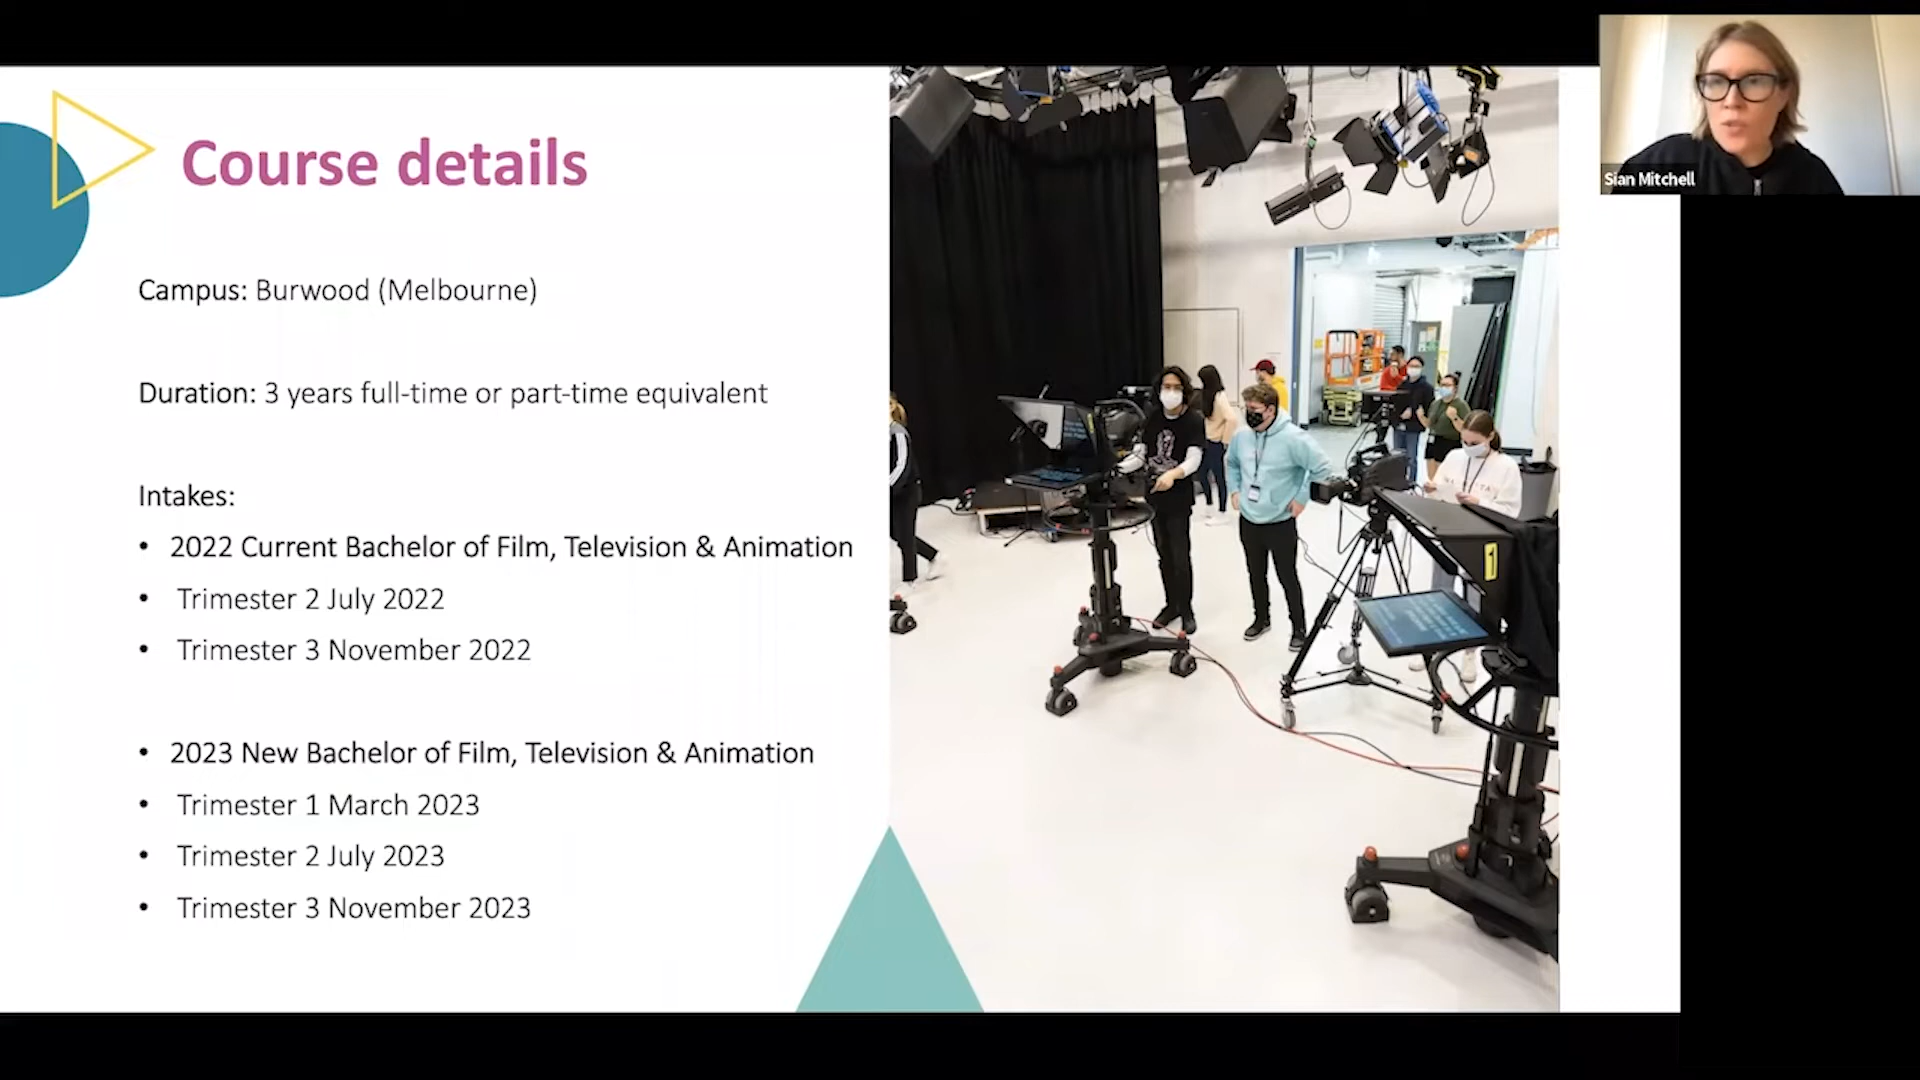 Course details
Campus: Burwood (Melbourne)
Duration: 3 years full-time or part-time equivalent
Intakes:
• 2022 Current Bachelor of Film, Television & Animation
• Trimester 2 July 2022
• Trimester 3 November 2022
• 2023 New Bachelor of Film, Television & Animation
• Trimester 1 March 2023
• Trimester 2 July 2023
• Trimester 3 November 2023
Sian Mitchell
1